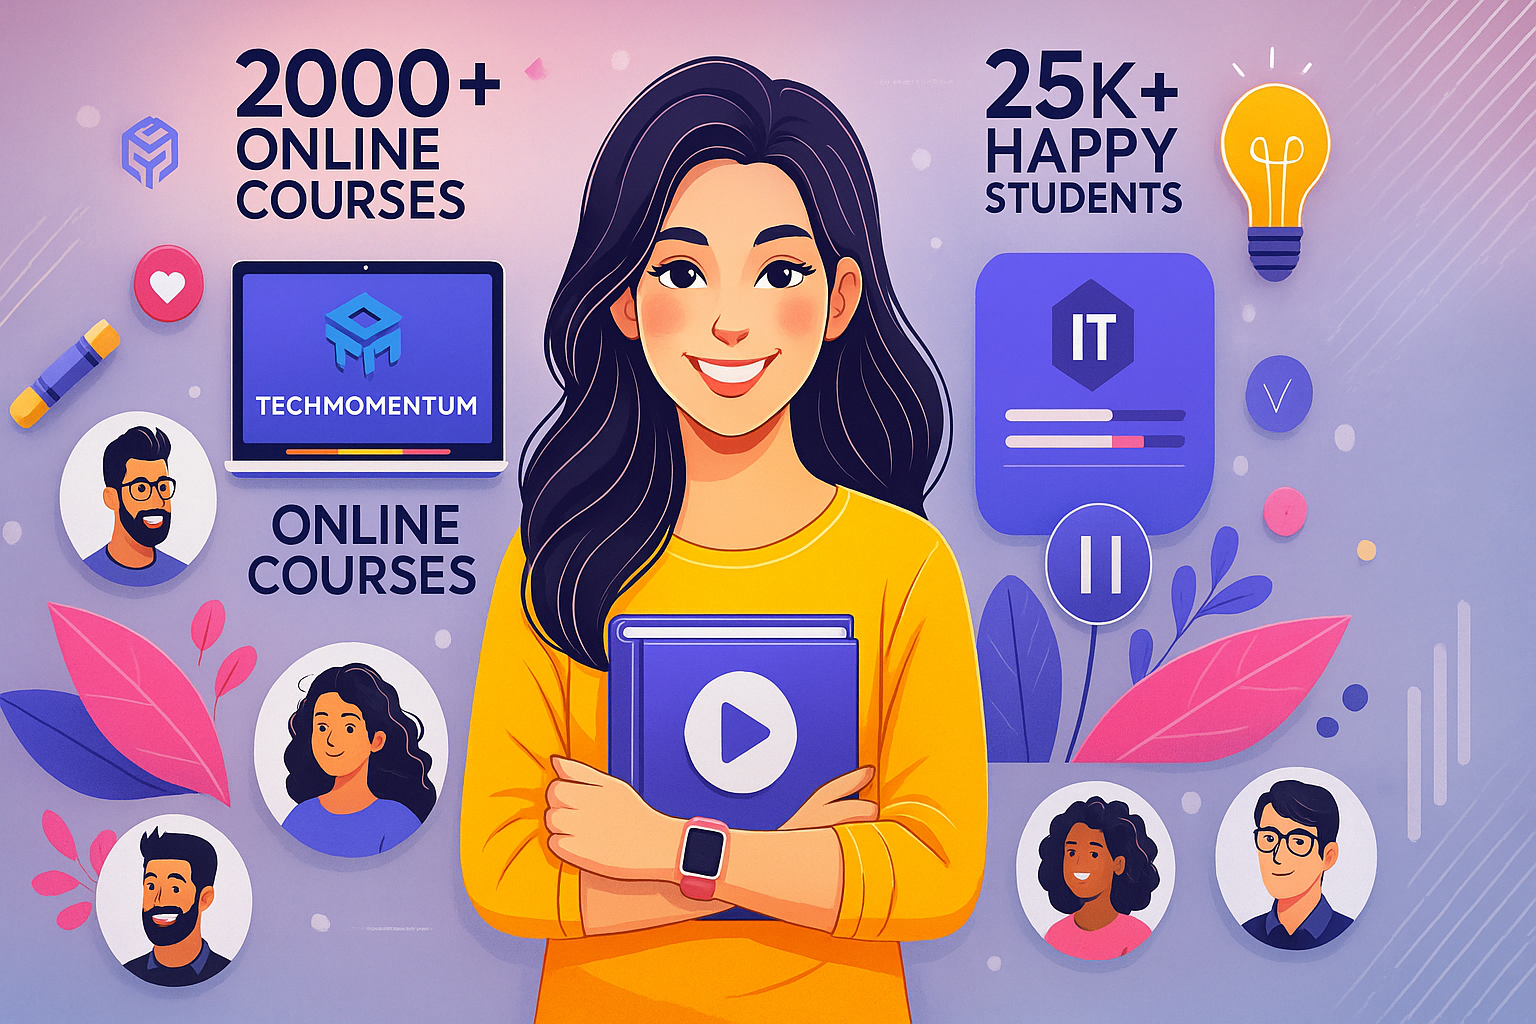 2000+
ONLINE
COURSES
25K+
HAPPY
STUDENTS
TECHMOMENTUM
IT
ONLINE
COURSES